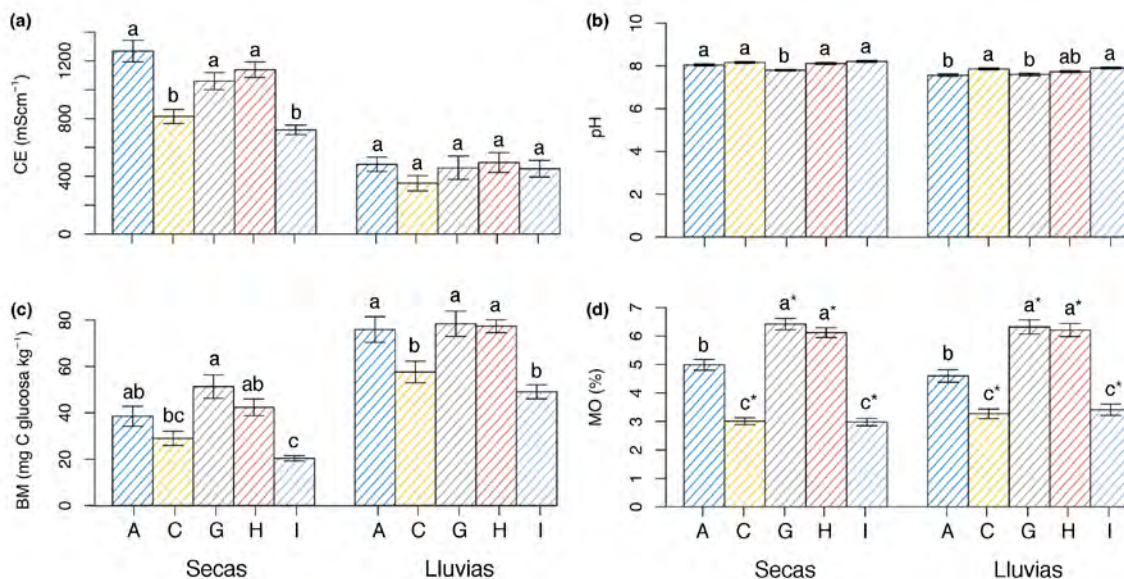 (a)
CE (mScm⁻¹)
1200
800
400
0
a b a a b
a a a a a
Secas Lluvias
(b)
pH
10
8
6
4
2
0
a a b a a
b a b ab a
(c)
BM (mg C glucosa kg⁻¹)
80
60
40
20
0
ab bc a ab c
a b a a b
A C G H I A C G H I
Secas Lluvias
(d)
MO (%)
7
6
5
4
3
2
1
0
b c* a* a* c*
b c* a* a* c*
A C G H I A C G H I
Secas Lluvias